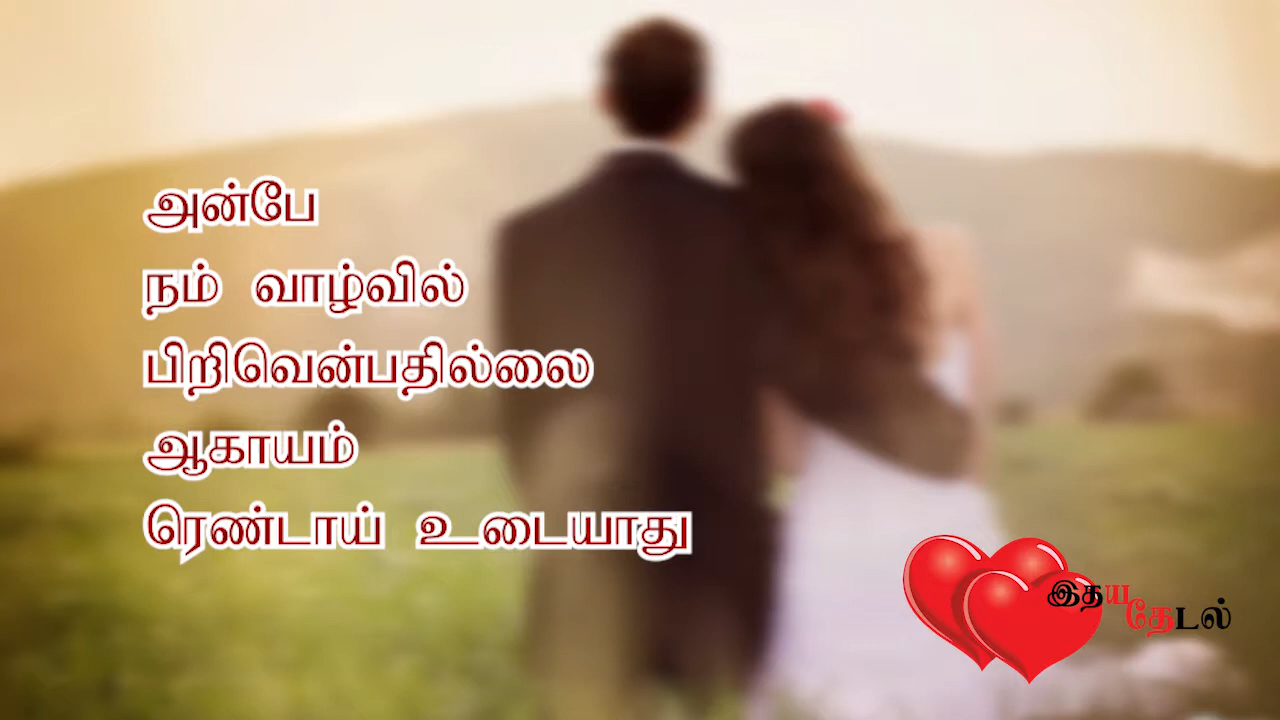 அன்பே
நம் வாழ்வில்
பிறிவென்பதில்லை
ஆகாயம்
ரெண்டாய் உடையாது
இதய
தேடல்